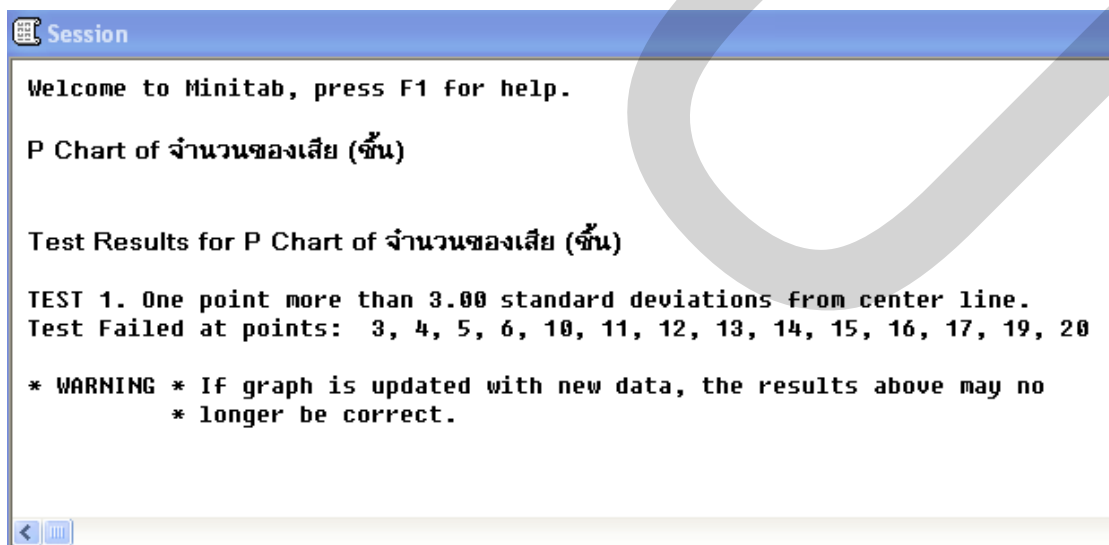 Session
Welcome to Minitab, press F1 for help.
P Chart of จำนวนของเสีย (ชิ้น)
Test Results for P Chart of จำนวนของเสีย (ชิ้น)
TEST 1. One point more than 3.00 standard deviations from center line.
Test Failed at points:  3, 4, 5, 6, 10, 11, 12, 13, 14, 15, 16, 17, 19, 20
* WARNING * If graph is updated with new data, the results above may no
* longer be correct.